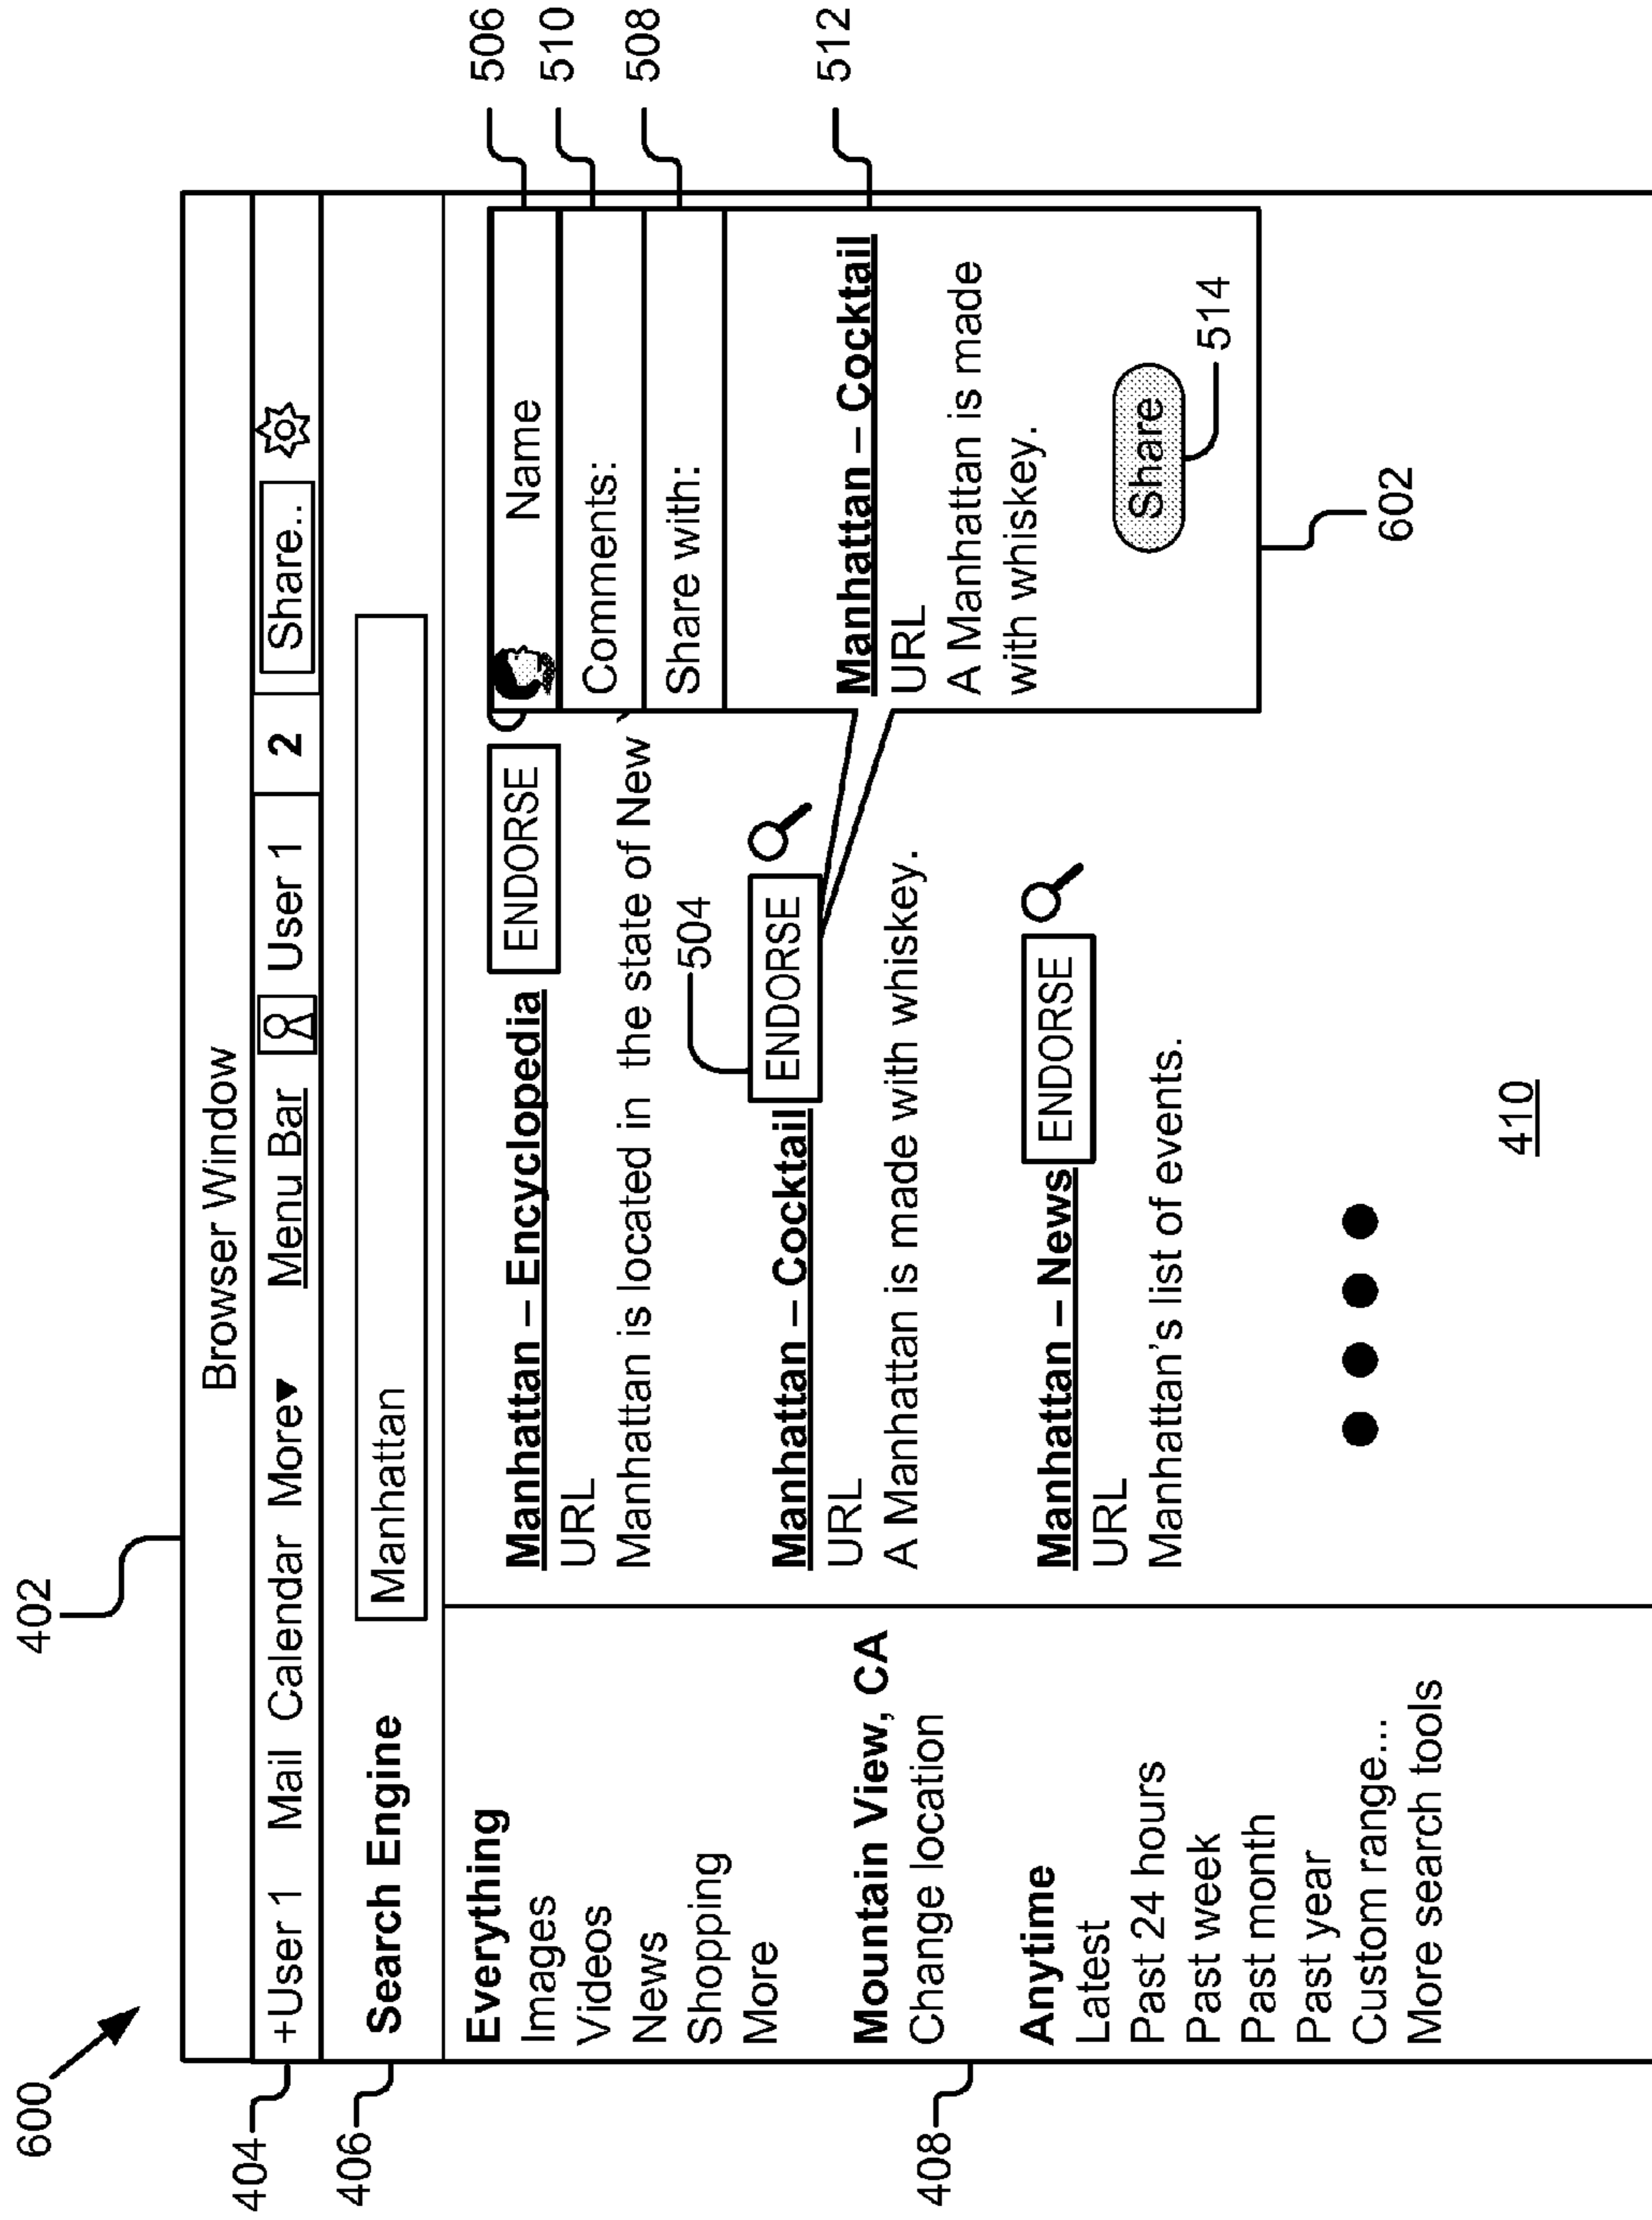 600
402
Browser Window
404
+User 1 Mail Calendar More▼ Menu Bar User 1 2 Share..
406
Search Engine Manhattan
Everything
Images
Videos
News
Shopping
More
Mountain View, CA
Change location
408
Anytime
Latest
Past 24 hours
Past week
Past month
Past year
Custom range...
More search tools
Manhattan – Encyclopedia ENDORSE
URL
Manhattan is located in the state of New
504
Manhattan – Cocktail ENDORSE
URL
A Manhattan is made with whiskey.
Manhattan – News ENDORSE
URL
Manhattan's list of events.
410
Name 506
Comments: 510
Share with: 508
Manhattan – Cocktail 512
URL
A Manhattan is made
with whiskey.
Share
514
602